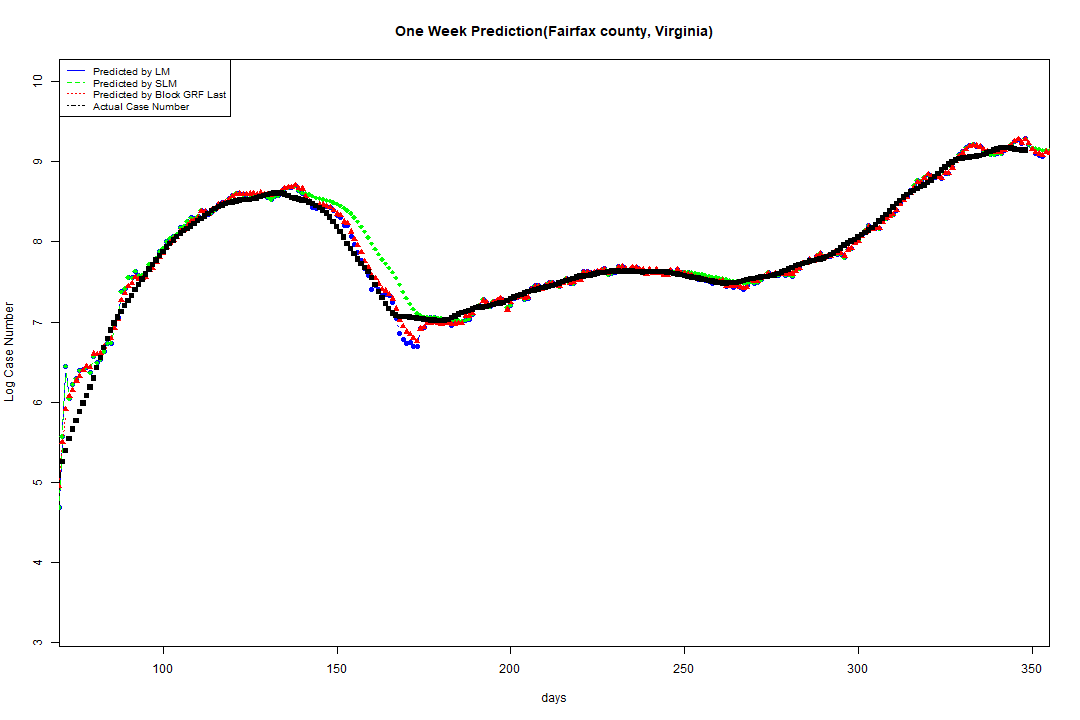 One Week Prediction(Fairfax county, Virginia)
Predicted by LM
Predicted by SLM
Predicted by Block GRF Last
Actual Case Number
10
9
8
7
6
5
4
3
Log Case Number
100 150 200 250 300 350
days